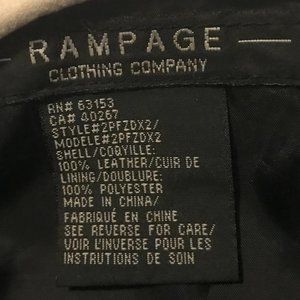 RAMPAGE
CLOTHING COMPANY
RN# 63153
CA# 40267
STYLE#2PFZDX2/
MODELE#2PFZDX2
SHELL/COQVILLE:
100% LEATHER/CUIR DE
LINING/DOUBLURE:
100% POLYESTER
MADE IN CHINA/
FABRIQUÉ EN CHINE
SEE REVERSE FOR CARE/
VOIR L'INVERSE POUR LES
INSTRUTIONS DE SOIN